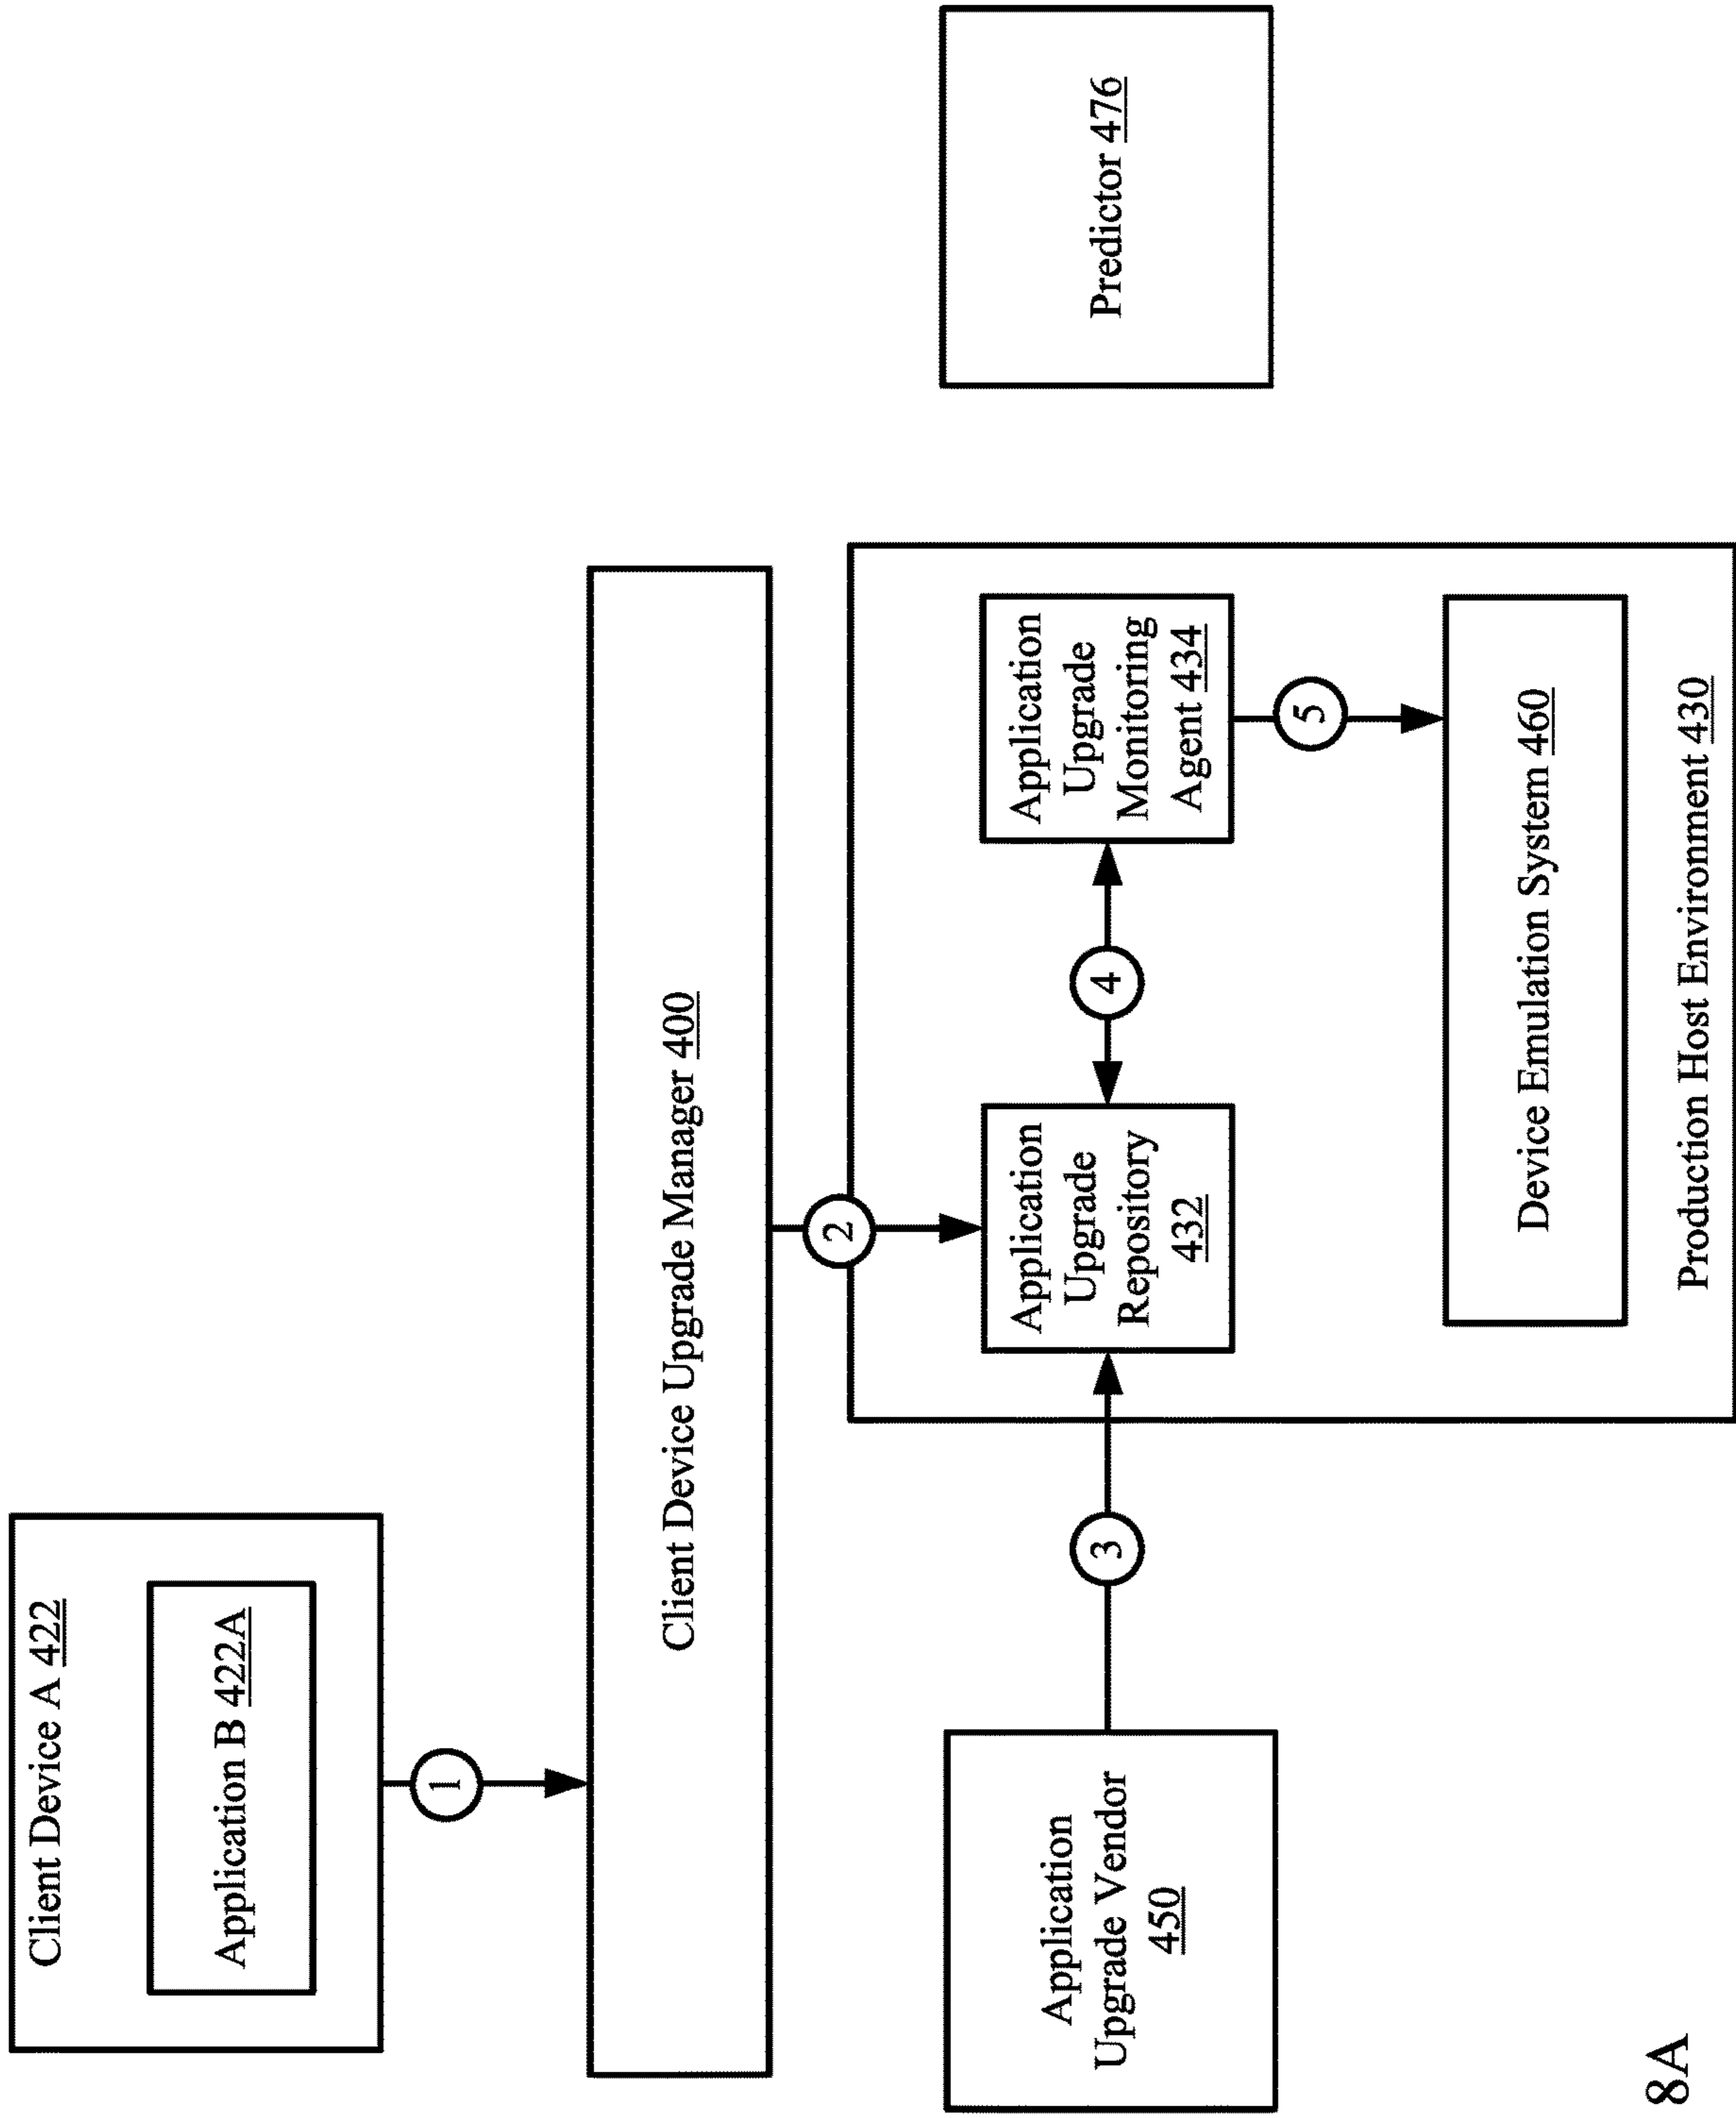 Client Device A 422
Application B 422A
1
Client Device Upgrade Manager 400
2
Application
Upgrade Vendor
450
3
Application
Upgrade
Repository
432
4
Application
Upgrade
Monitoring
Agent 434
5
Device Emulation System 460
Production Host Environment 430
Predictor 476
8A